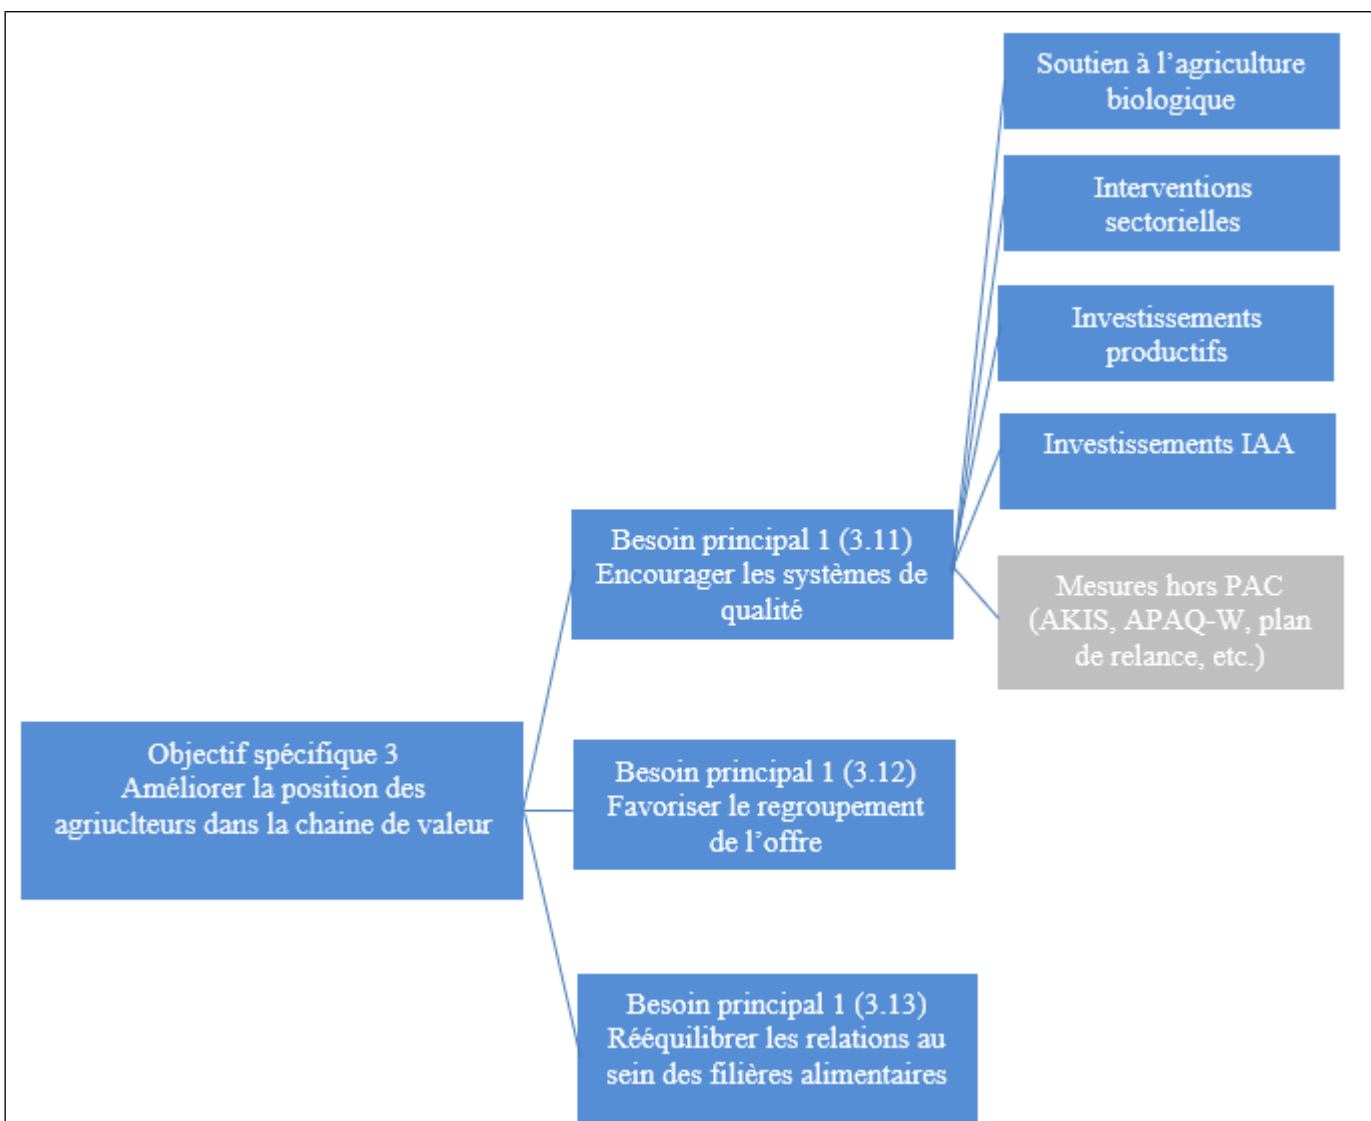 Soutien à l’agriculture
biologique
Interventions
sectorielles
Investissements
productifs
Investissements IAA
Besoin principal 1 (3.11)
Encourager les systèmes de
qualité
Mesures hors PAC
(AKIS, APAQ-W, plan
de relance, etc.)
Objectif spécifique 3
Améliorer la position des
agriuclteurs dans la chaine de valeur
Besoin principal 1 (3.12)
Favoriser le regroupement
de l’offre
Besoin principal 1 (3.13)
Rééquilibrer les relations au
sein des filières alimentaires